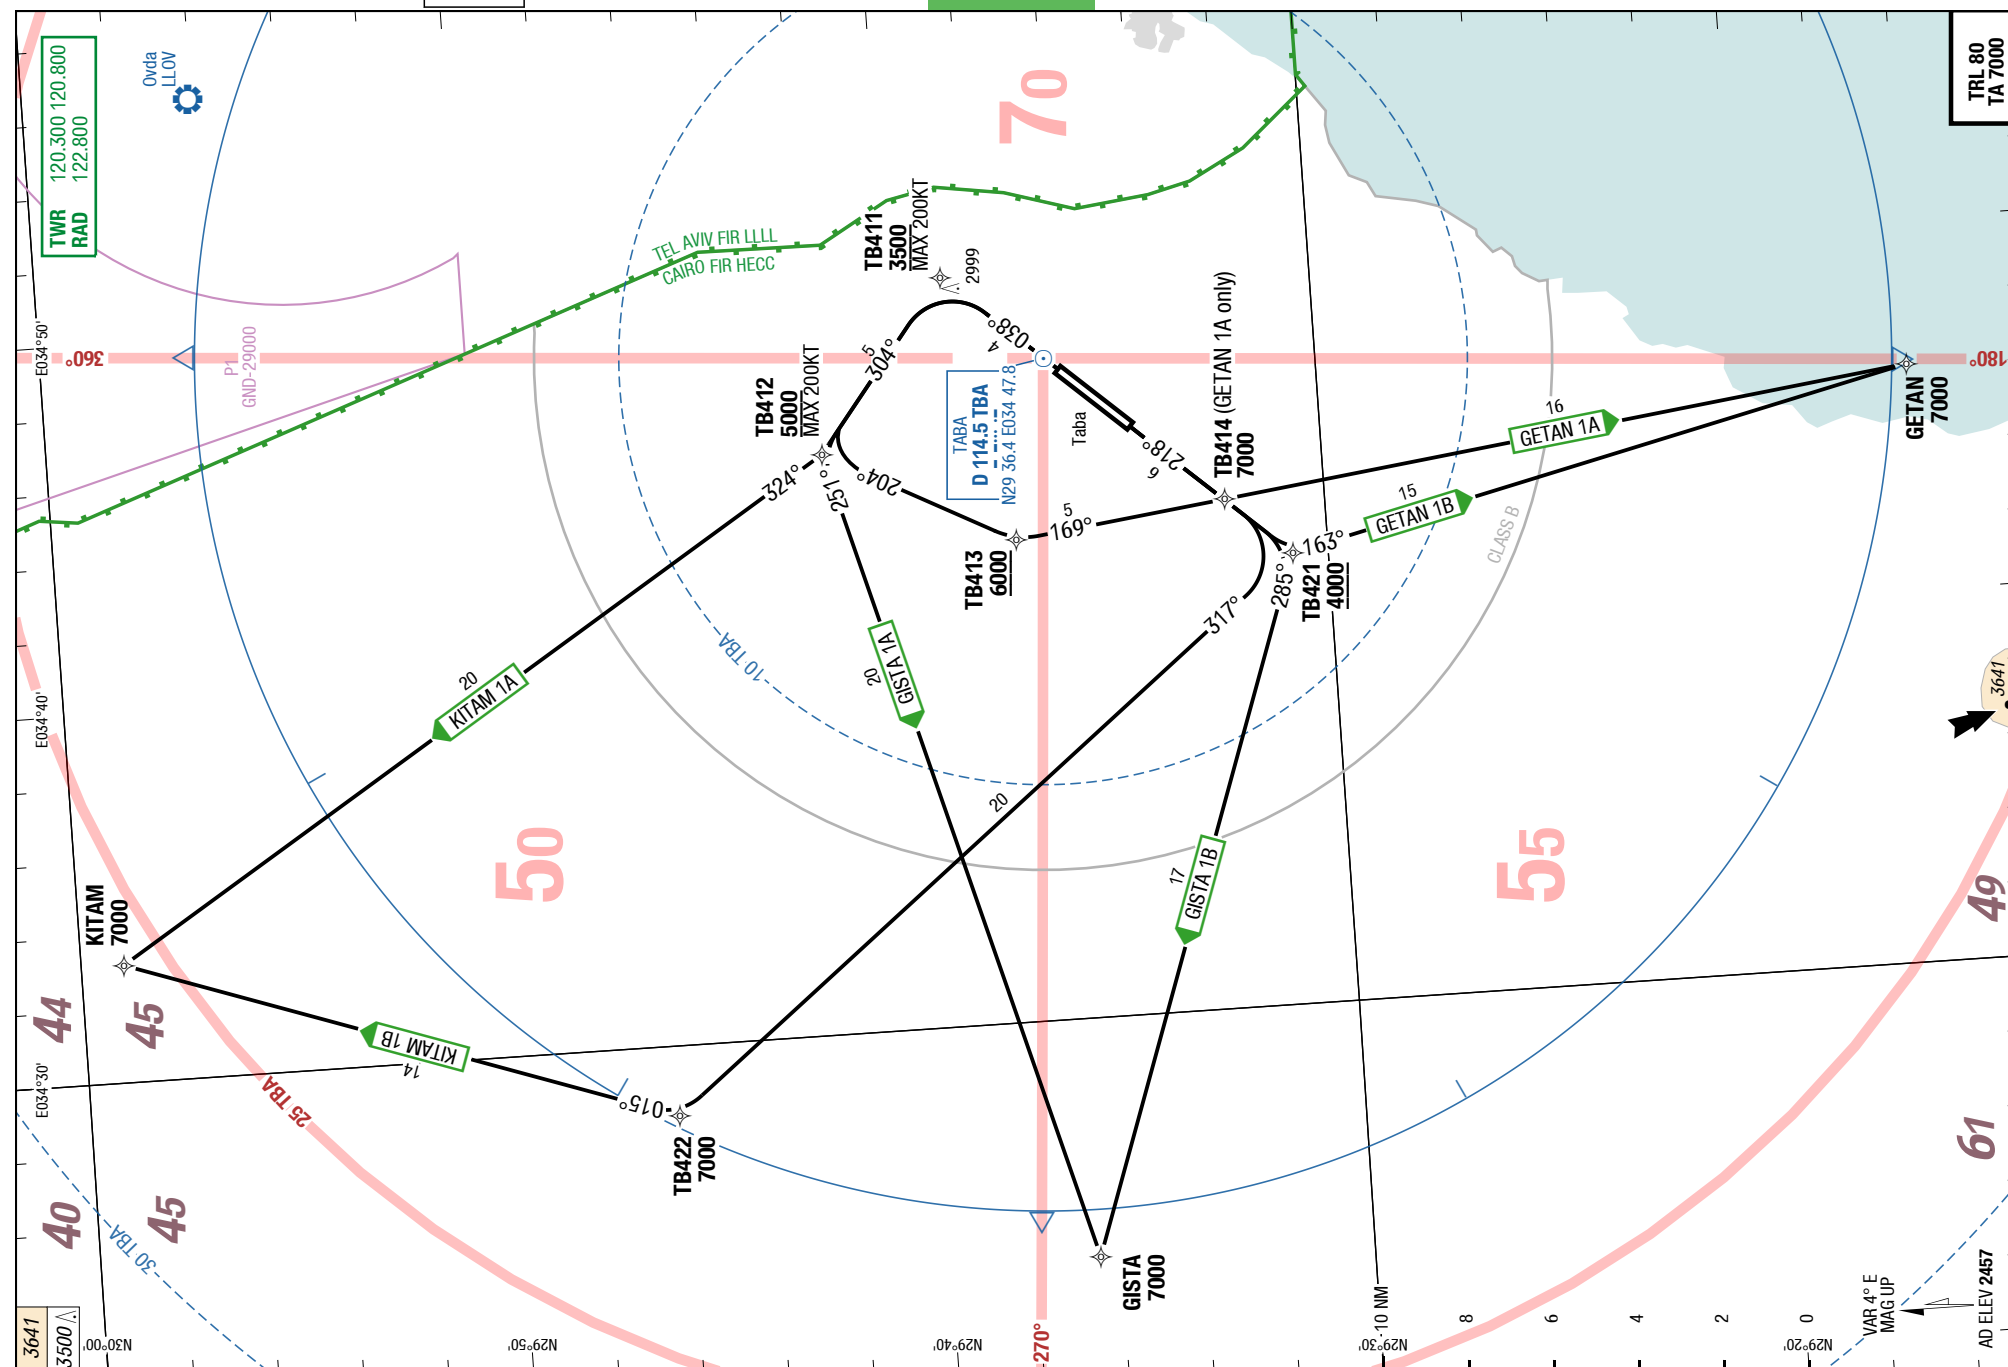 TWR 120.300 120.800
RAD 122.800
Ovda
LLOV
TRL 80
TA 7000
70
TEL AVIV FIR LLLL
CAIRO FIR HECC
P1
GND-29000
360°
180°
270°
E034°50'
E034°40'
E034°30'
TB411
3500
MAX 200KT
2999
038°
4
304°
5
TB412
5000
MAX 200KT
324°
251°
204°
TABA
D 114.5 TBA
N29 36.4 E034 47.8
Taba
218°
6
TB414 (GETAN 1A only)
7000
TB413
6000
169°
5
GETAN 1A
16
GETAN 1B
15
163°
GETAN
7000
TB421
4000
285°
317°
CLASS B
10 TBA
KITAM 1A
20
GISTA 1A
20
20
GISTA 1B
17
50
55
KITAM
7000
KITAM 1B
14
015°
TB422
7000
GISTA
7000
25 TBA
30 TBA
44
45
40
45
49
61
3641
3641
3500
N30°00'
N29°50'
N29°40'
N29°30'
N29°20'
10 NM
8
6
4
2
0
VAR 4° E
MAG UP
AD ELEV 2457